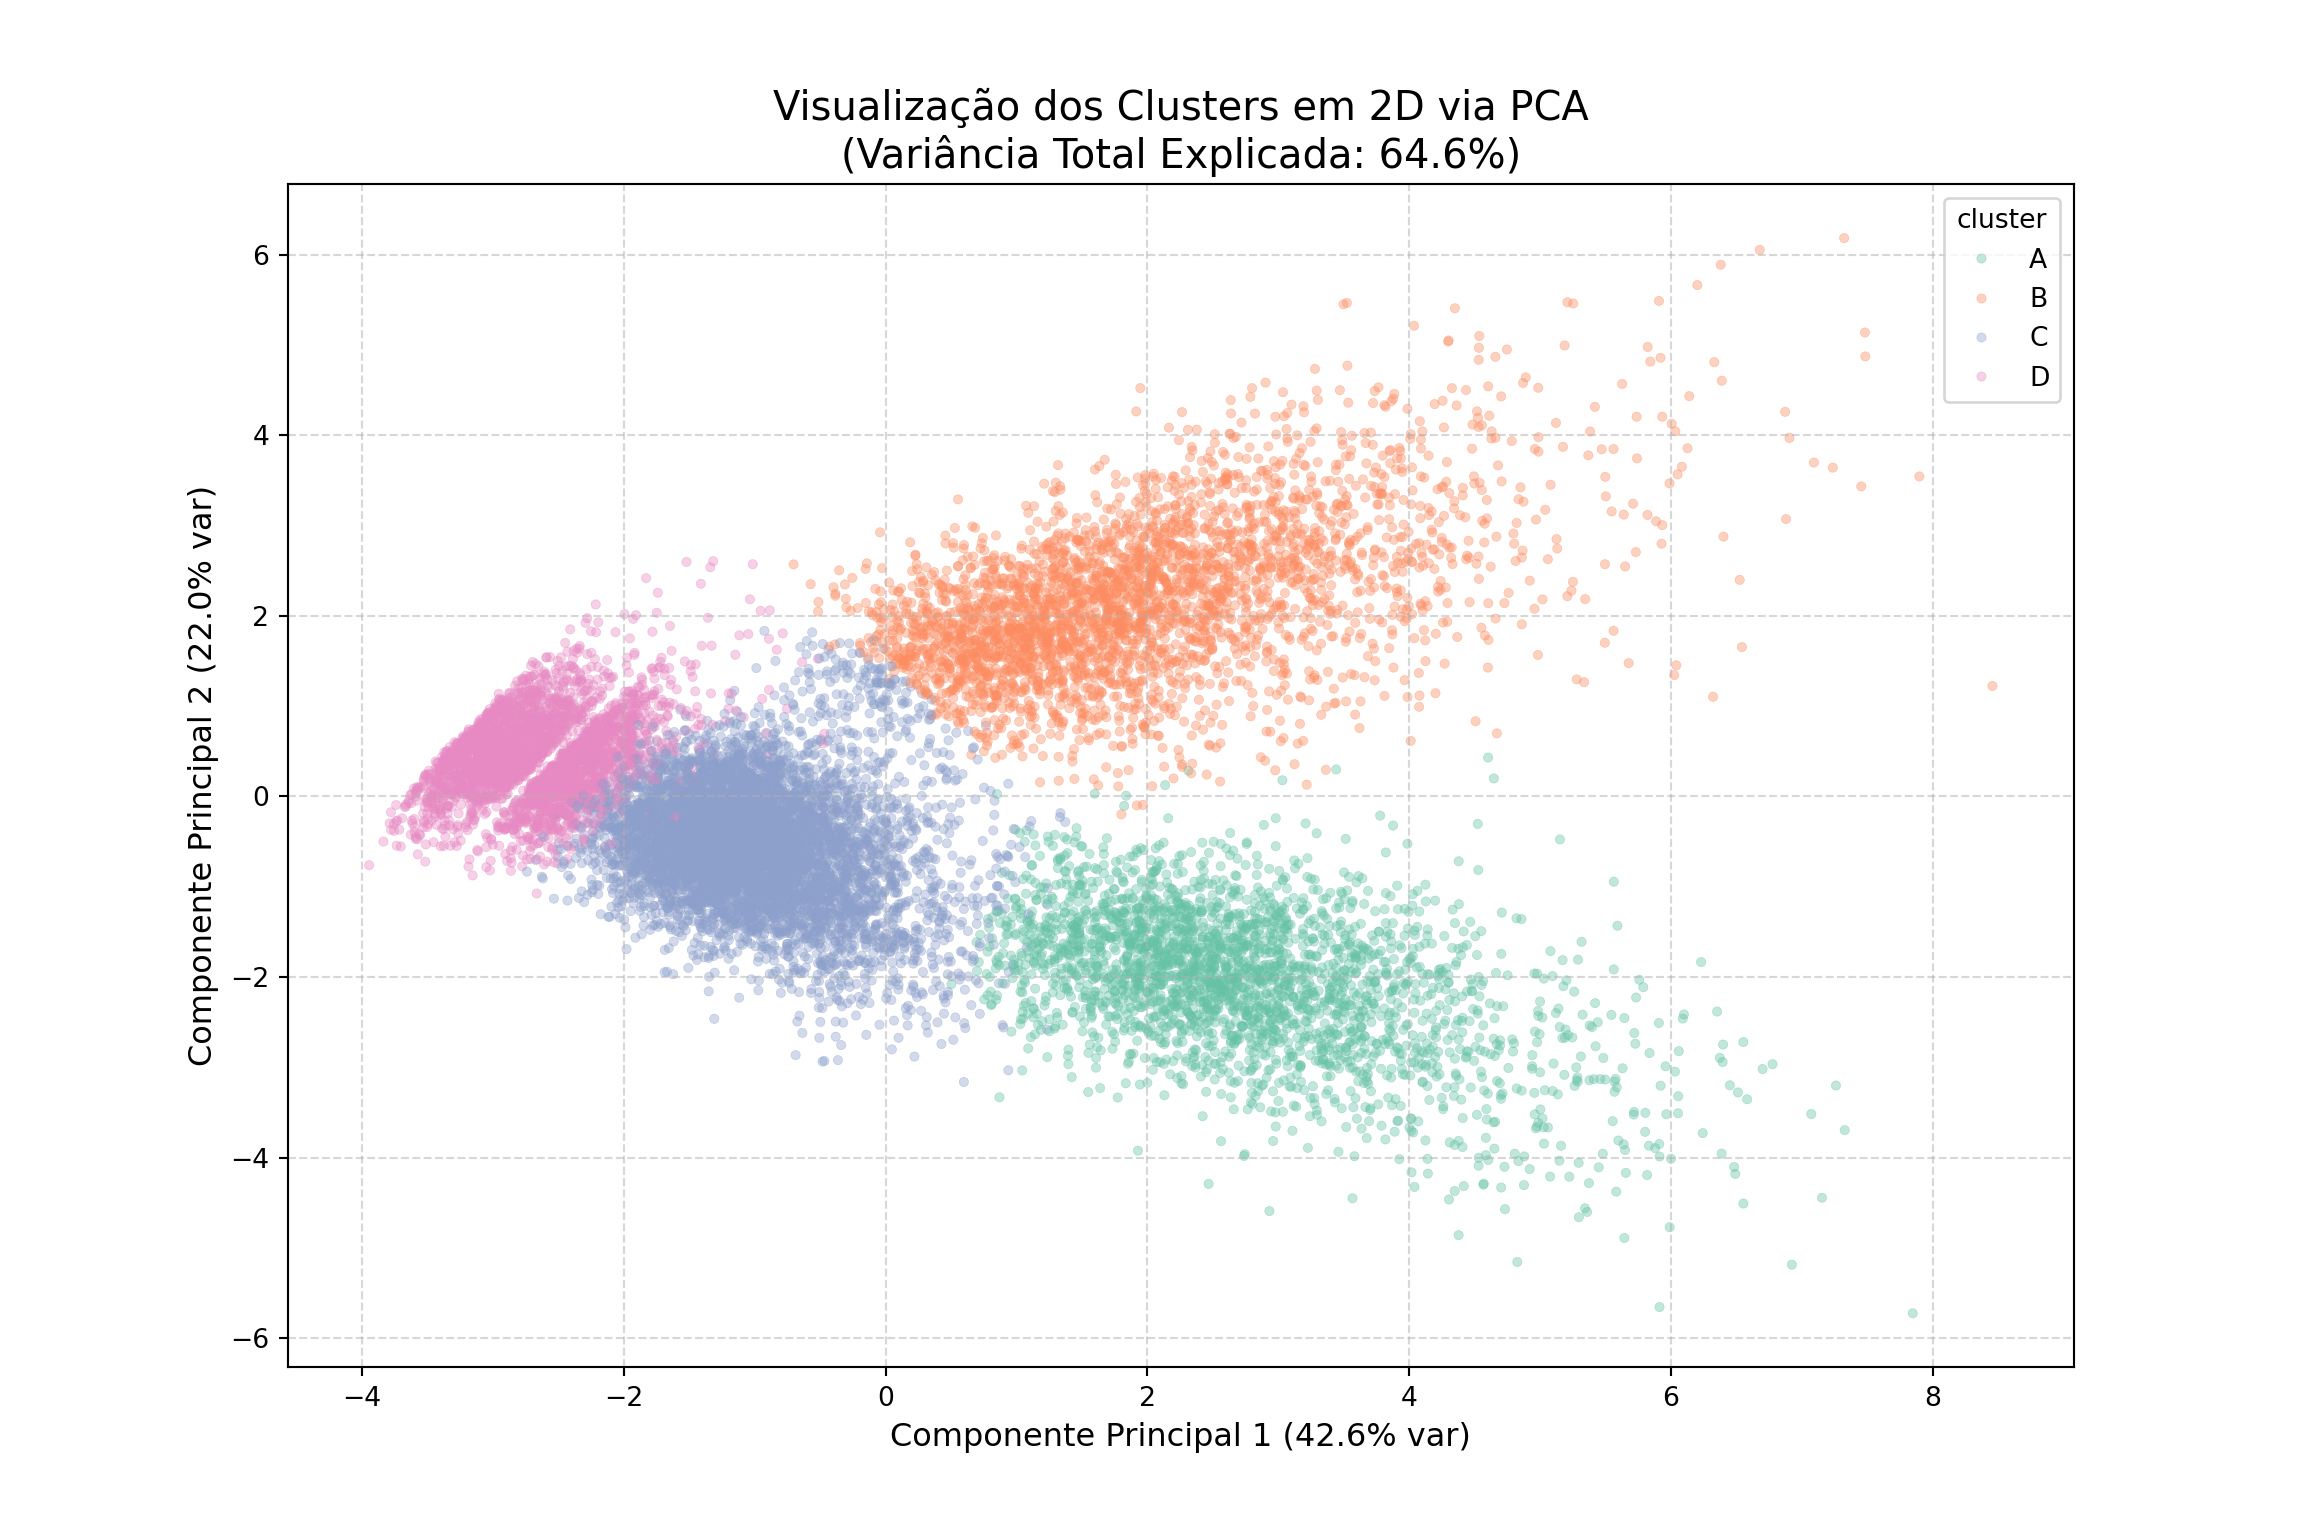 Visualização dos Clusters em 2D via PCA
(Variância Total Explicada: 64.6%)
cluster
A
B
C
D
Componente Principal 2 (22.0% var)
6
4
2
0
−2
−4
−6
−4
−2
0
2
4
6
8
Componente Principal 1 (42.6% var)